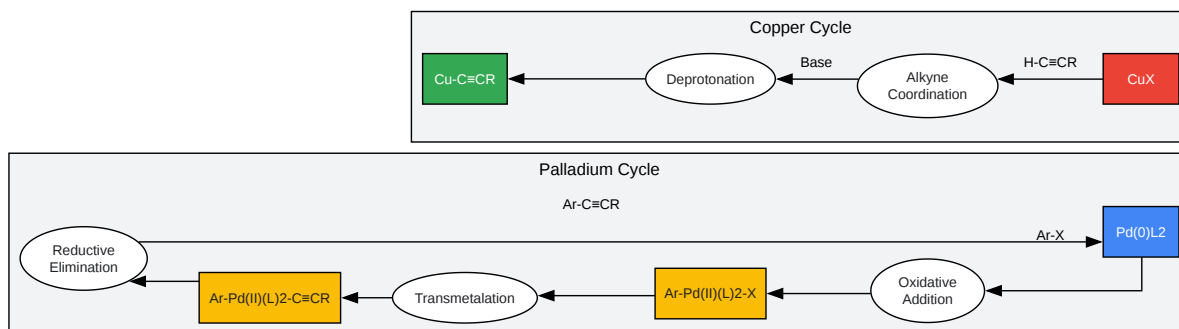 Copper Cycle
Cu-C≡CR
Deprotonation
Base
Alkyne
Coordination
H-C≡CR
CuX
Palladium Cycle
Ar-C≡CR
Reductive
Elimination
Ar-X
Pd(0)L2
Ar-Pd(II)(L)2-C≡CR
Transmetalation
Ar-Pd(II)(L)2-X
Oxidative
Addition